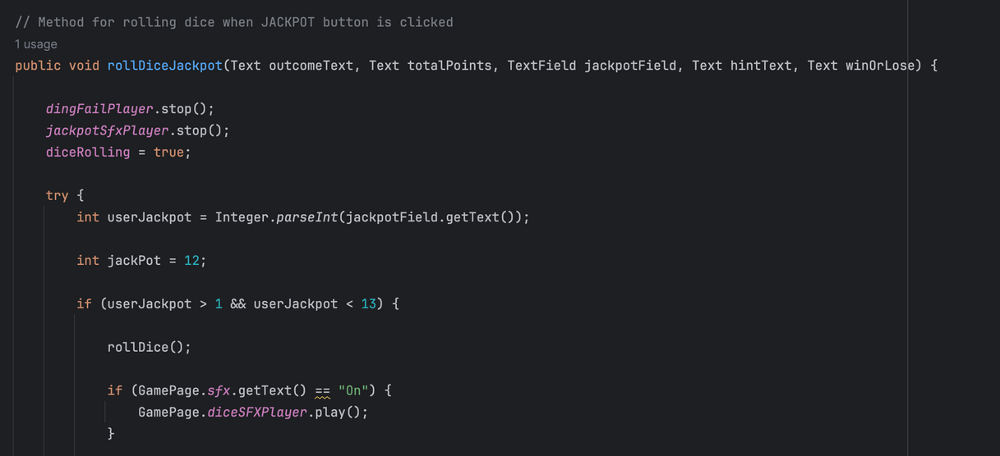 // Method for rolling dice when JACKPOT button is clicked
1 usage
public void rollDiceJackpot(Text outcomeText, Text totalPoints, TextField jackpotField, Text hintText, Text winOrLose) {
dingFailPlayer.stop();
jackpotSfxPlayer.stop();
diceRolling = true;
try {
int userJackpot = Integer.parseInt(jackpotField.getText());
int jackPot = 12;
if (userJackpot > 1 && userJackpot < 13) {
rollDice();
if (GamePage.sfx.getText() == "On") {
GamePage.diceSFXPlayer.play();
}